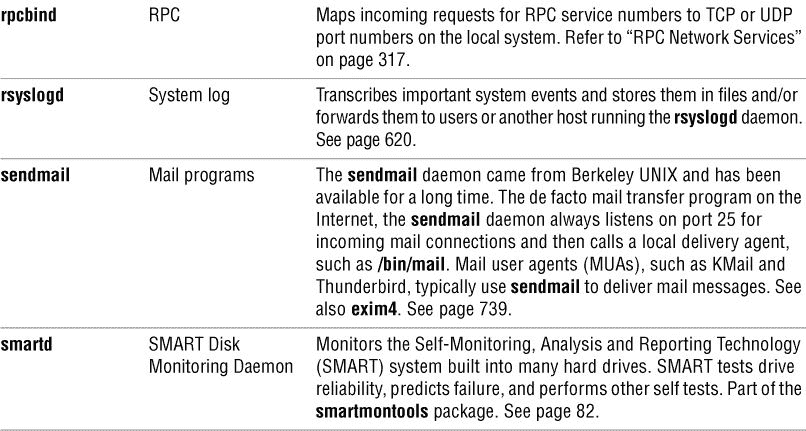 rpcbind RPC Maps incoming requests for RPC service numbers to TCP or UDP
port numbers on the local system. Refer to “RPC Network Services”
on page 317.
rsyslogd System log Transcribes important system events and stores them in files and/or
forwards them to users or another host running the rsyslogd daemon.
See page 620.
sendmail Mail programs The sendmail daemon came from Berkeley UNIX and has been
available for a long time. The de facto mail transfer program on the
Internet, the sendmail daemon always listens on port 25 for
incoming mail connections and then calls a local delivery agent,
such as /bin/mail. Mail user agents (MUAs), such as KMail and
Thunderbird, typically use sendmail to deliver mail messages. See
also exim4. See page 739.
smartd SMART Disk Monitors the Self-Monitoring, Analysis and Reporting Technology
Monitoring Daemon (SMART) system built into many hard drives. SMART tests drive
reliability, predicts failure, and performs other self tests. Part of the
smartmontools package. See page 82.